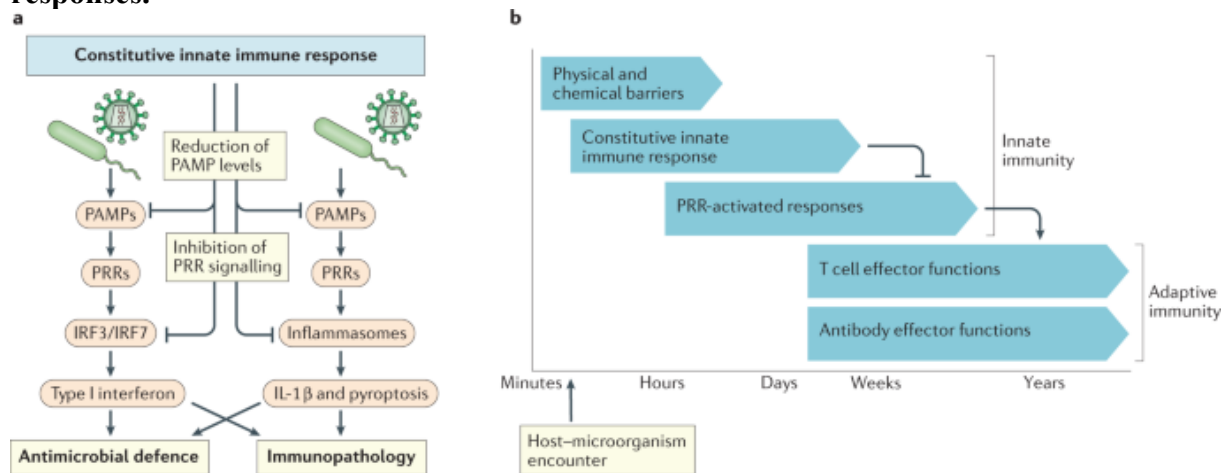 responses.
a
Constitutive innate immune response
Reduction of
PAMP levels
PAMPs
PAMPs
Inhibition of
PRR signalling
PRRs
PRRs
IRF3/IRF7
Inflammasomes
Type I interferon
IL-1β and pyroptosis
Antimicrobial defence
Immunopathology
b
Physical and
chemical barriers
Constitutive innate
immune response
PRR-activated responses
Innate
immunity
T cell effector functions
Antibody effector functions
Adaptive
immunity
Minutes
Hours
Days
Weeks
Years
Host–microorganism
encounter